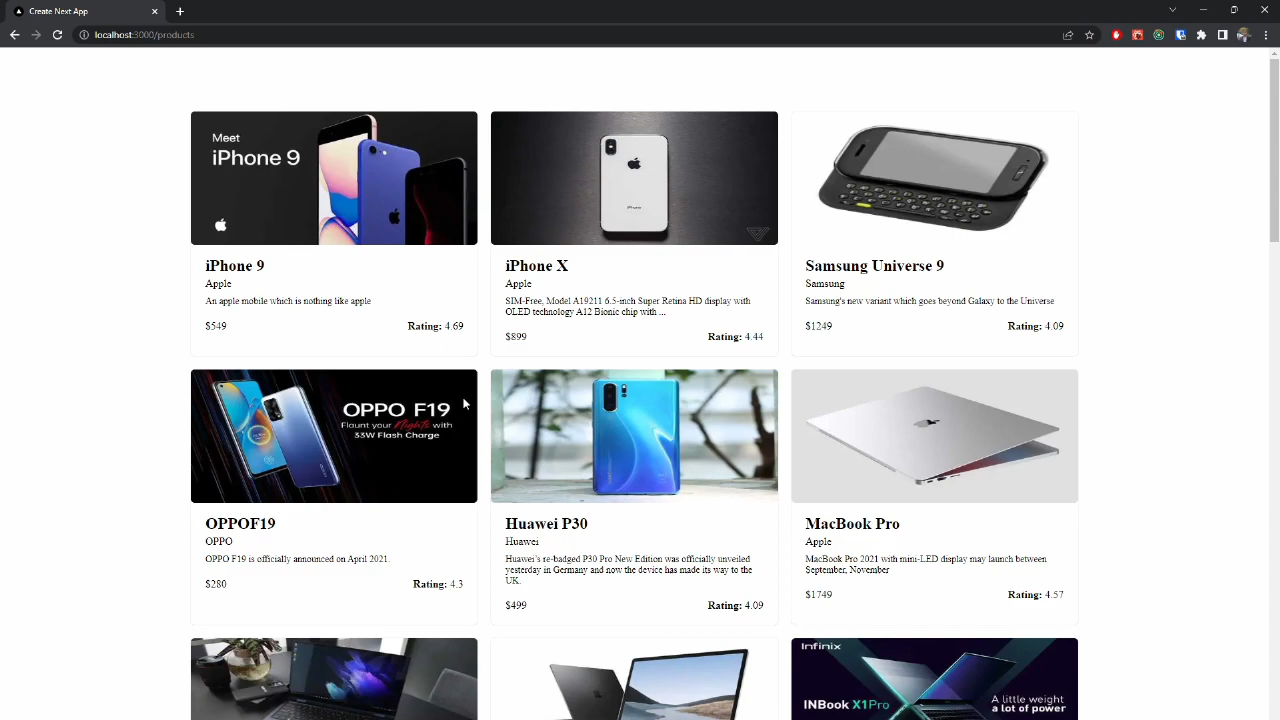 Create Next App
localhost:3000/products
Meet
iPhone 9
iPhone
iPhone 9
Apple
An apple mobile which is nothing like apple
$549
Rating: 4.69
iPhone X
Apple
SIM-Free, Model A19211 6.5-inch Super Retina HD display with
OLED technology A12 Bionic chip with ...
$899
Rating: 4.44
Samsung Universe 9
Samsung
Samsung's new variant which goes beyond Galaxy to the Universe
$1249
Rating: 4.09
OPPO F19
Flaunt your Nights with
33W Flash Charge
OPPOF19
OPPO
OPPO F19 is officially announced on April 2021.
$280
Rating: 4.3
Huawei P30
Huawei
Huawei's re-badged P30 Pro New Edition was officially unveiled
yesterday in Germany and now the device has made its way to the
UK.
$499
Rating: 4.09
MacBook Pro
Apple
MacBook Pro 2021 with mini-LED display may launch between
September, November
$1749
Rating: 4.57
Infinix
INBook X1Pro
A little weight
a lot of power